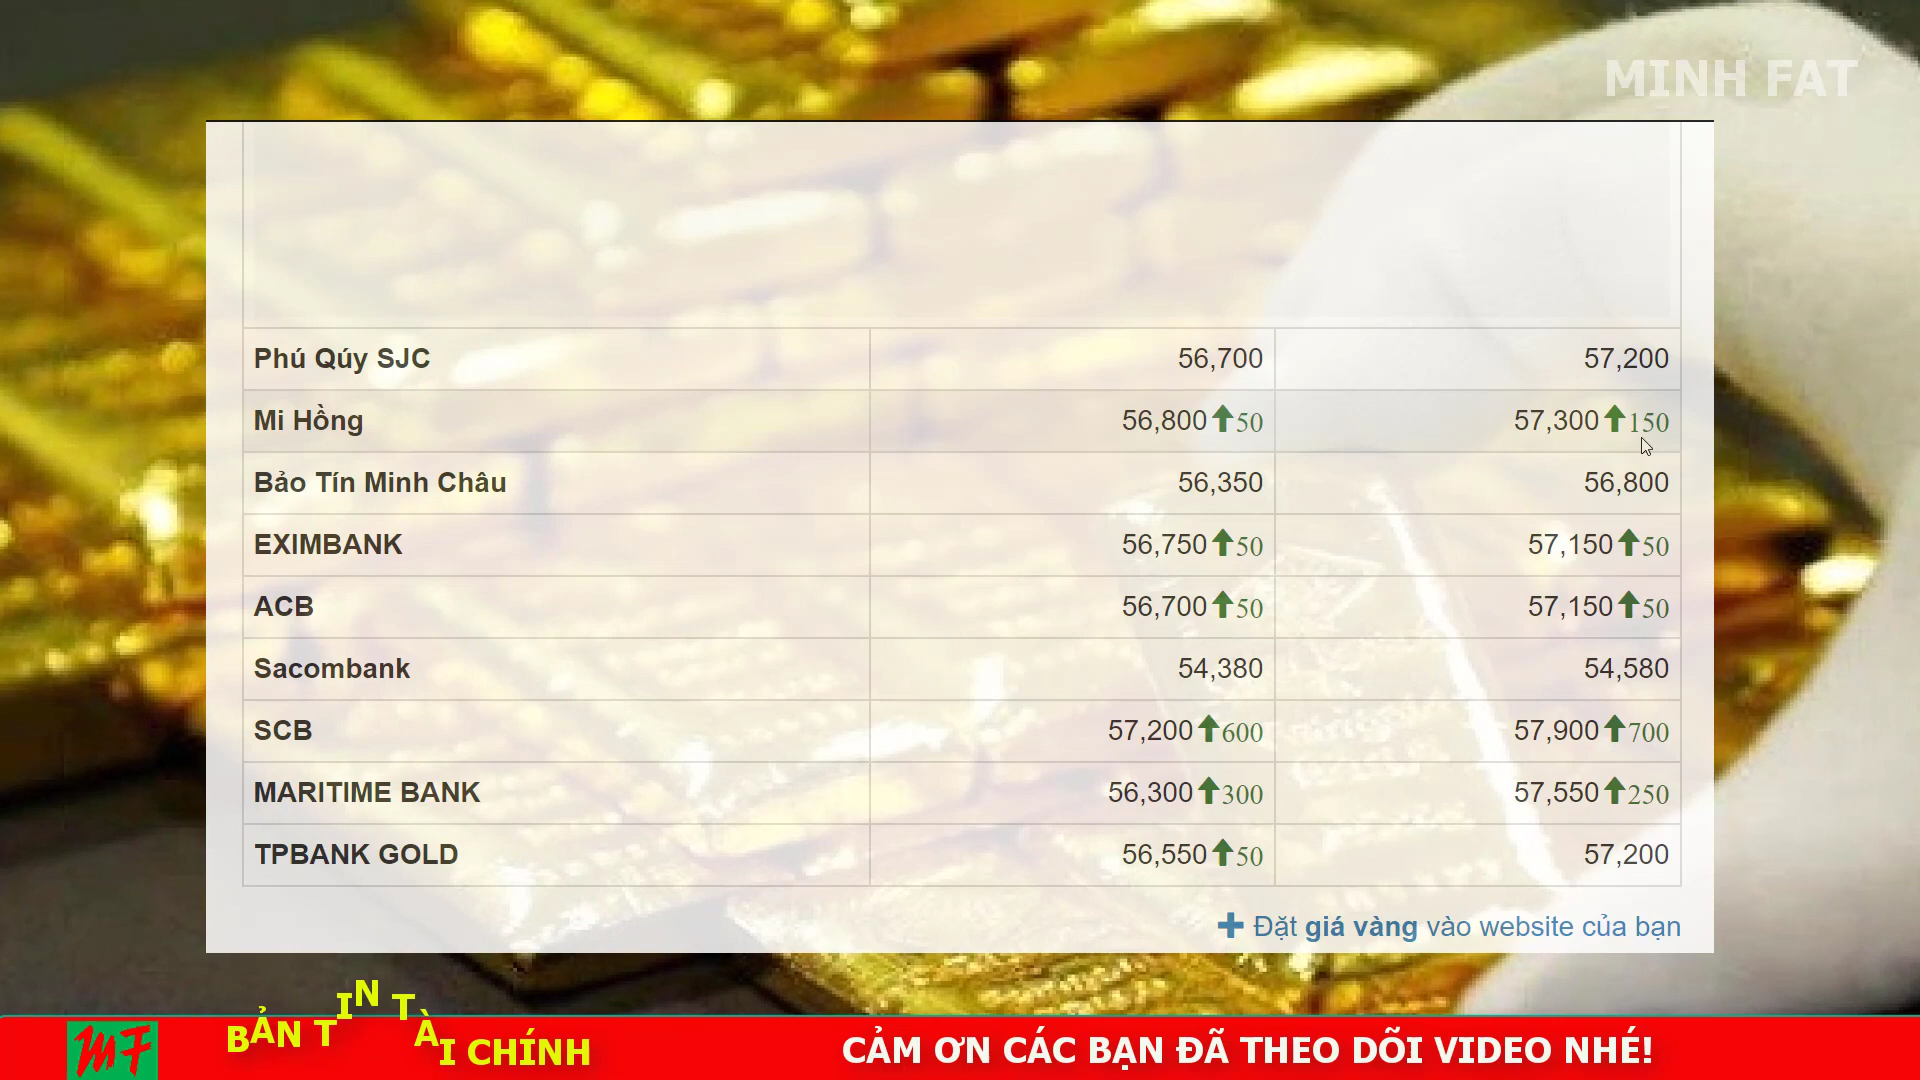 MINH FAT
Phú Qúy SJC 56,700 57,200
Mi Hồng 56,800 50 57,300 150
Bảo Tín Minh Châu 56,350 56,800
EXIMBANK 56,750 50 57,150 50
ACB 56,700 50 57,150 50
Sacombank 54,380 54,580
SCB 57,200 600 57,900 700
MARITIME BANK 56,300 300 57,550 250
TPBANK GOLD 56,550 50 57,200
Đặt giá vàng vào website của bạn
MF BẢN TIN TÀI CHÍNH CẢM ƠN CÁC BẠN ĐÃ THEO DÕI VIDEO NHÉ!